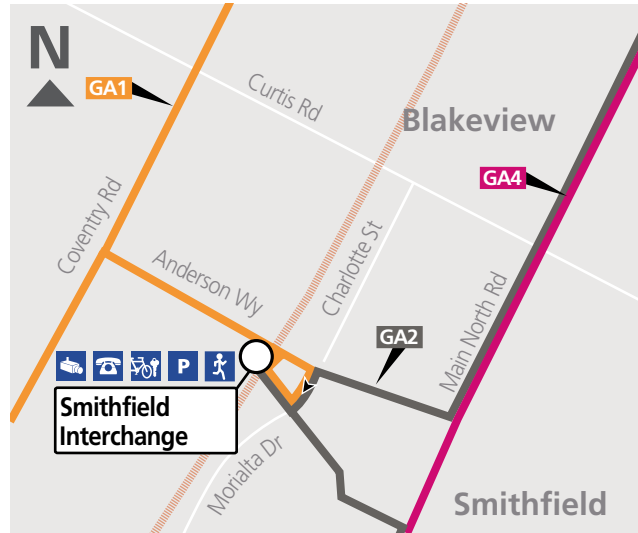 N
GA1
Curtis Rd
Blakeview
GA4
Coventry Rd
Anderson Wy
Charlotte St
Main North Rd
GA2
P
Smithfield
Interchange
Morialta Dr
Smithfield